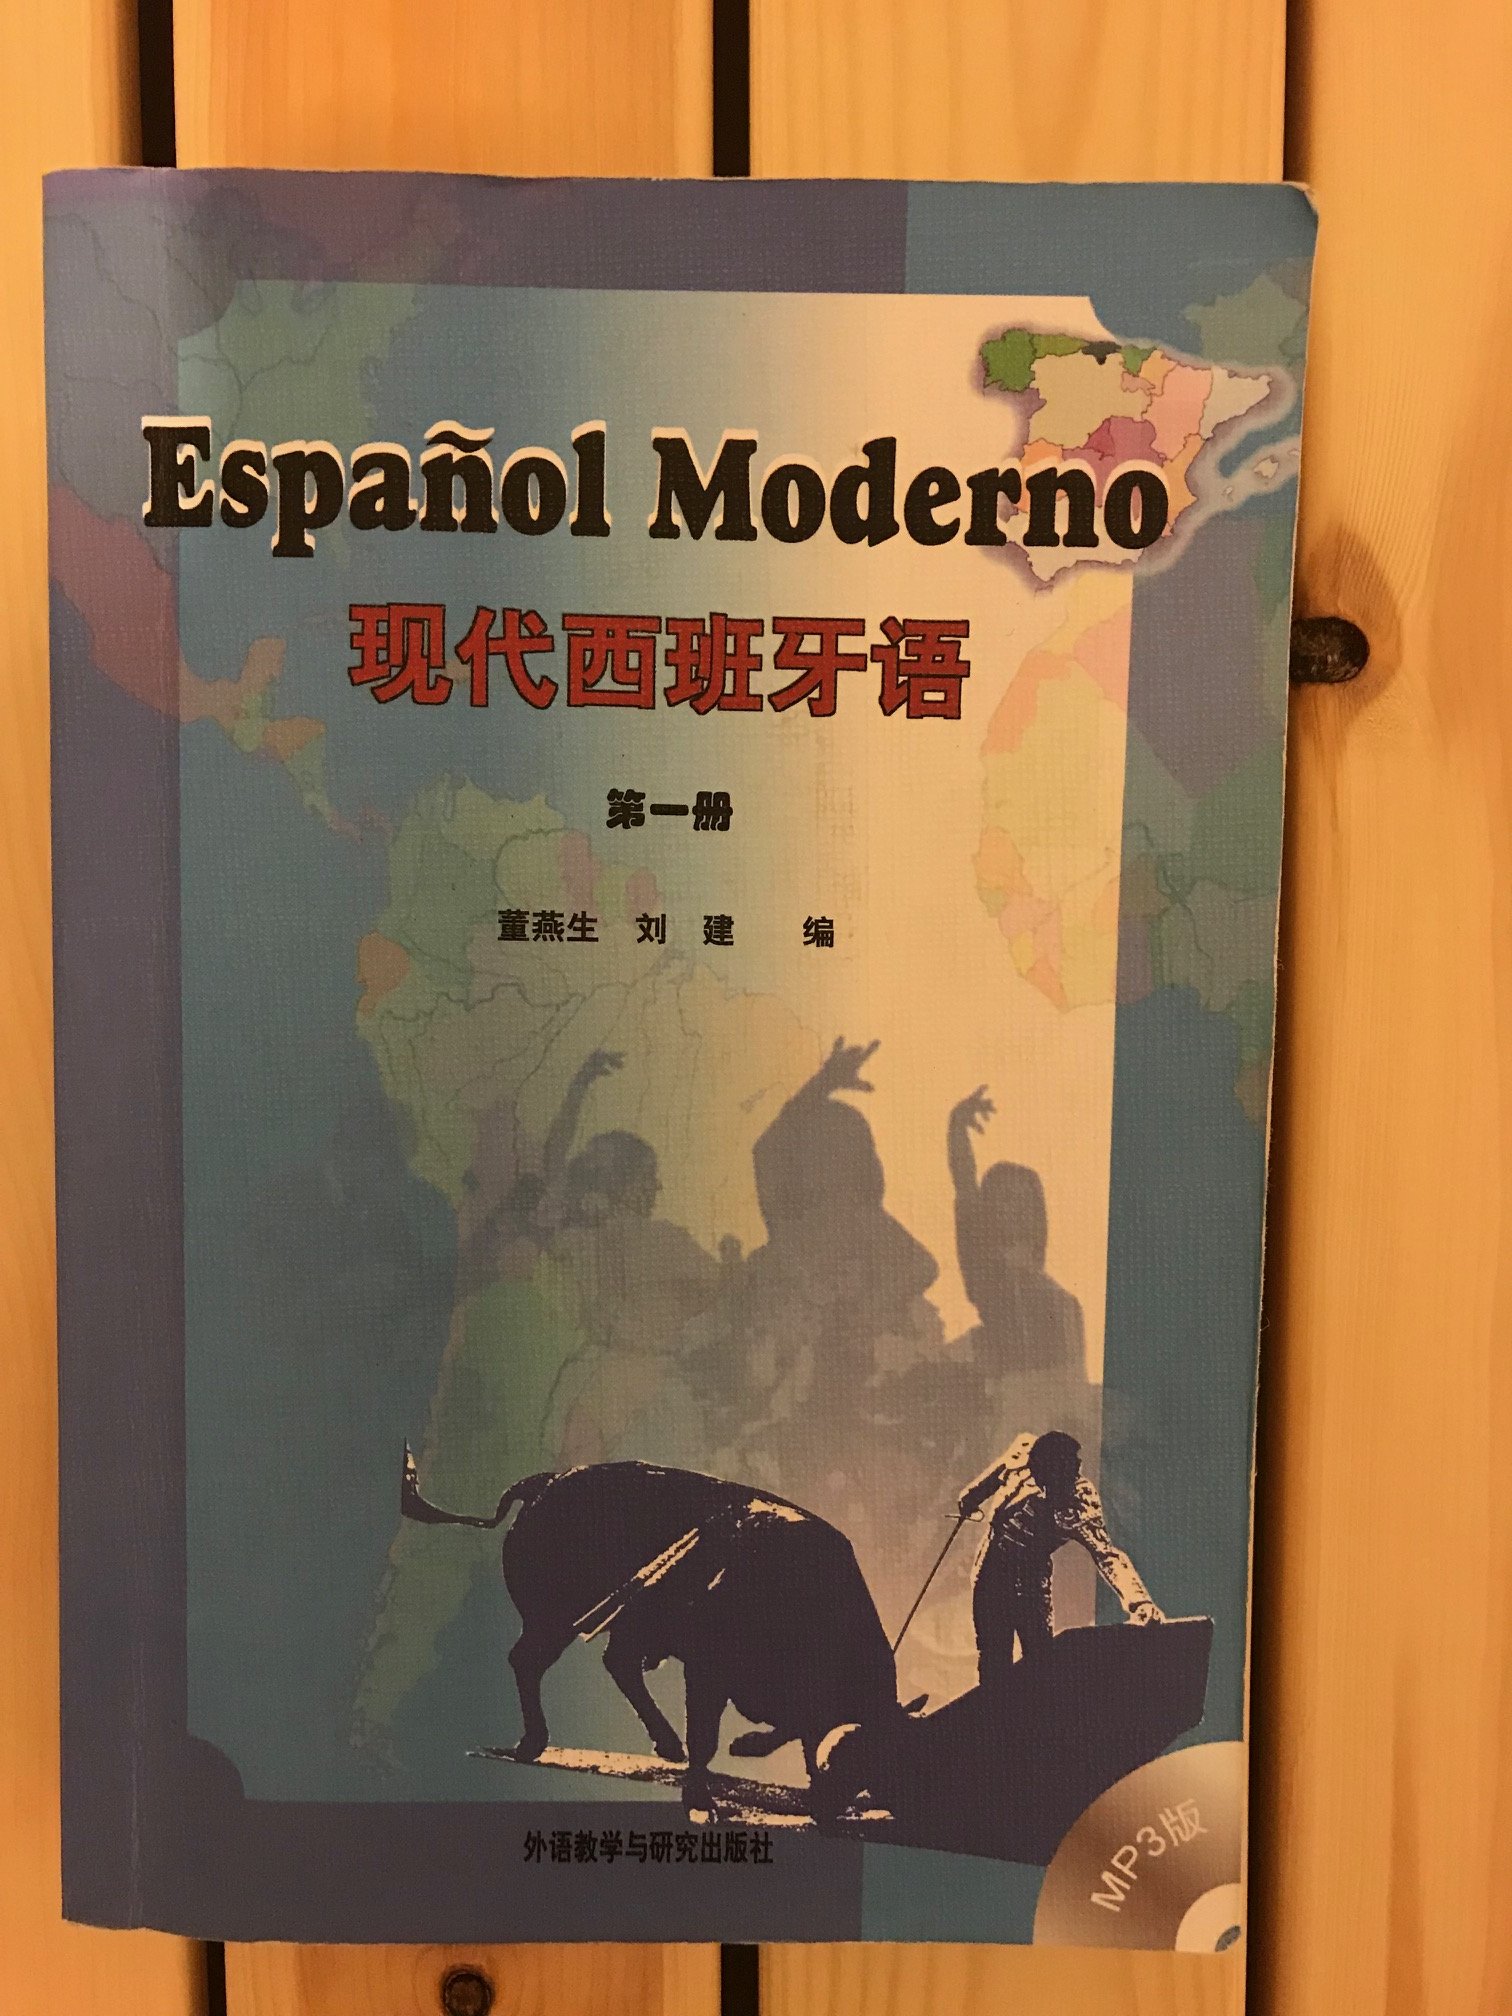 Español Moderno
现代西班牙语
第一册
董燕生 刘 建 编
外语教学与研究出版社
MP3版